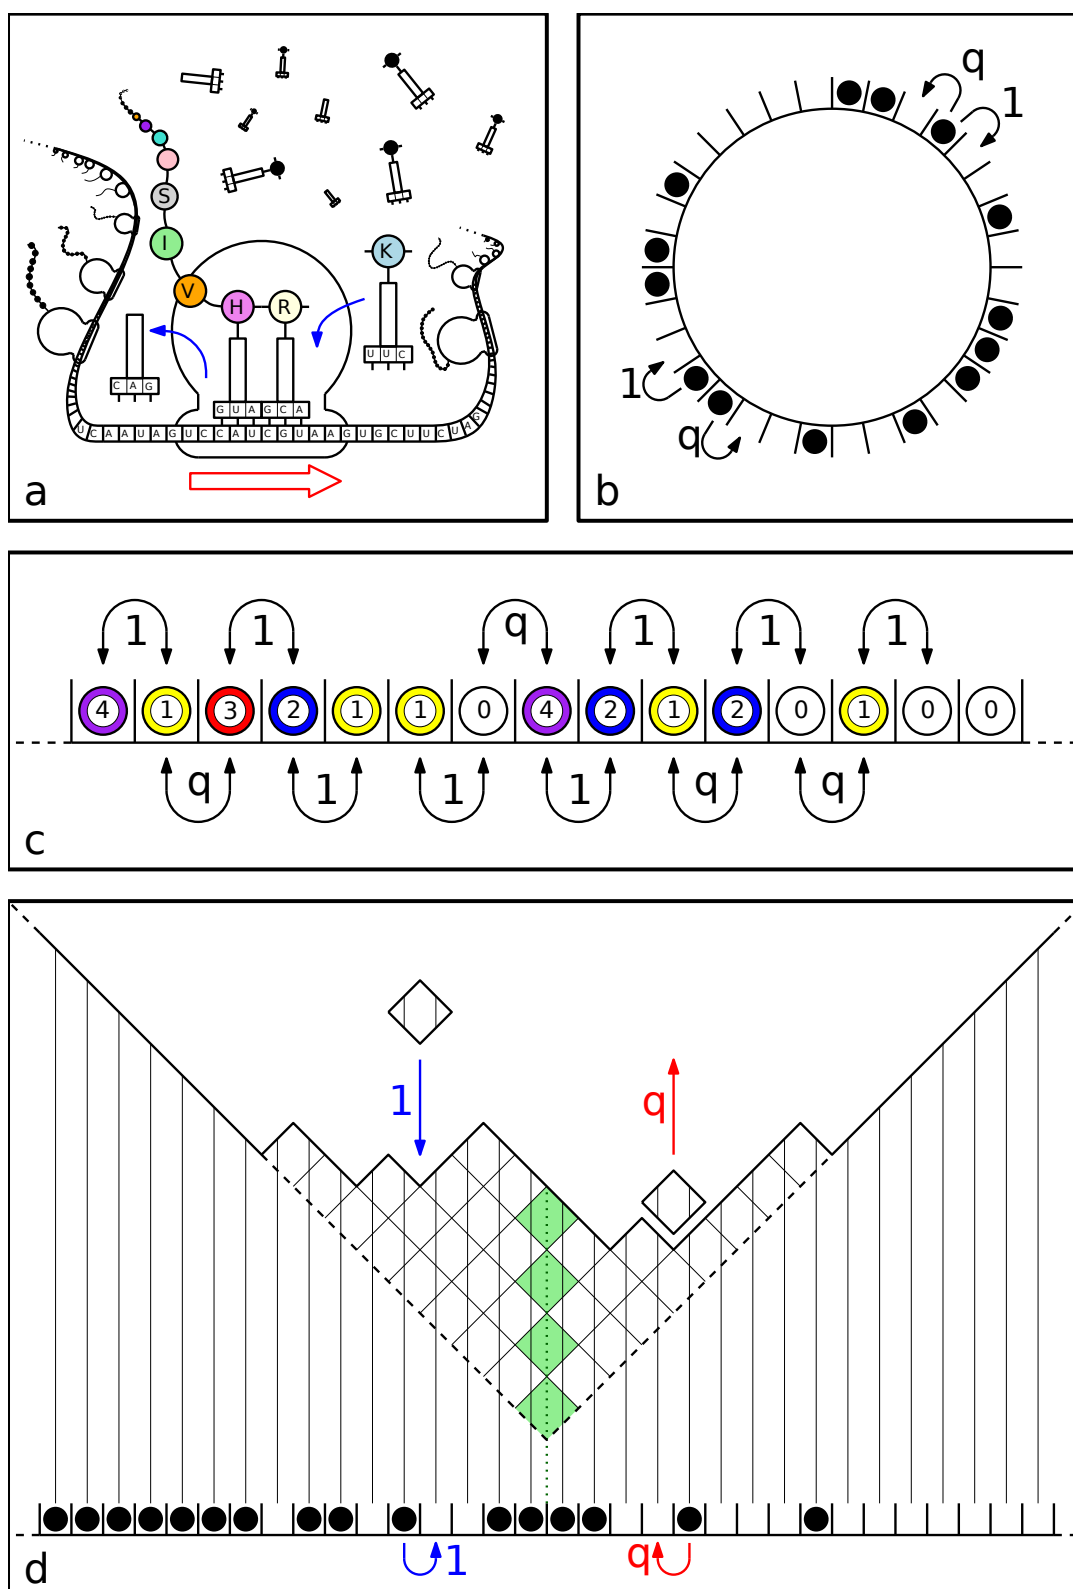 S
I
V
H
R
K
U U C
C A G
G U A G C A
U C A A U A G U C C A U C G U A A G U G C U U C U A G
a
q
1
1
q
b
1 1 q 1 1 1
4 1 3 2 1 1 0 4 2 1 2 0 1 0 0
q 1 1 1 q q
c
1
q
1
q
d